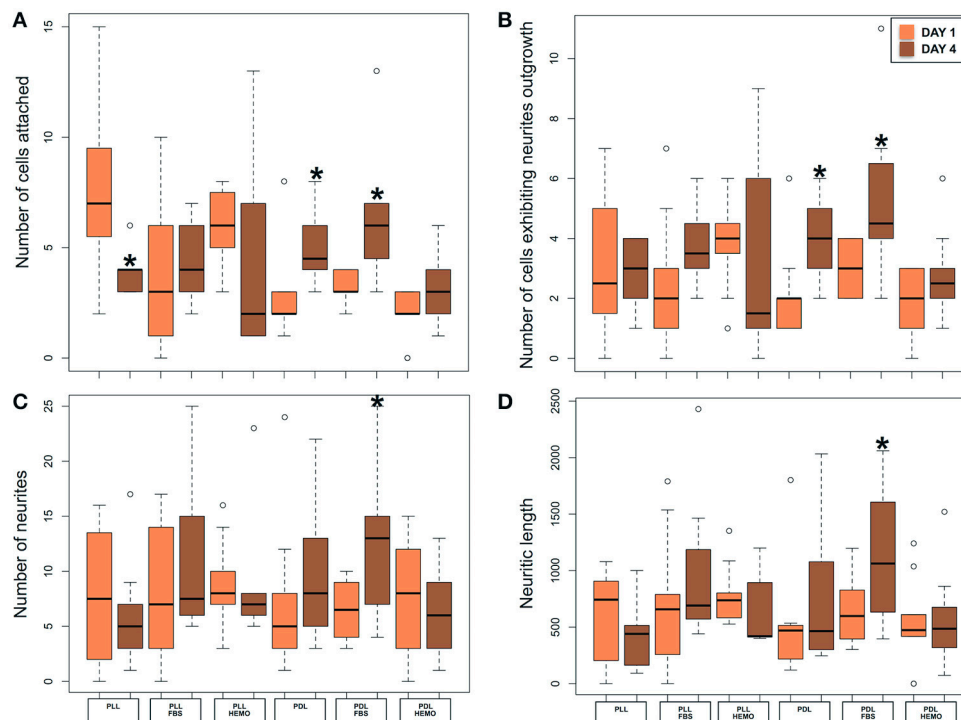 A
Number of cells attached
15
10
5
0
B
Number of cells exhibiting neurites outgrowth
10
8
6
4
2
0
DAY 1
DAY 4
*
*
*
*
*
C
Number of neurites
25
20
15
10
5
0
*
PLL
PLL FBS
PLL HEMO
PDL
PDL FBS
PDL HEMO
D
Neuritic length
2500
2000
1500
1000
500
0
*
PLL
PLL FBS
PLL HEMO
PDL
PDL FBS
PDL HEMO